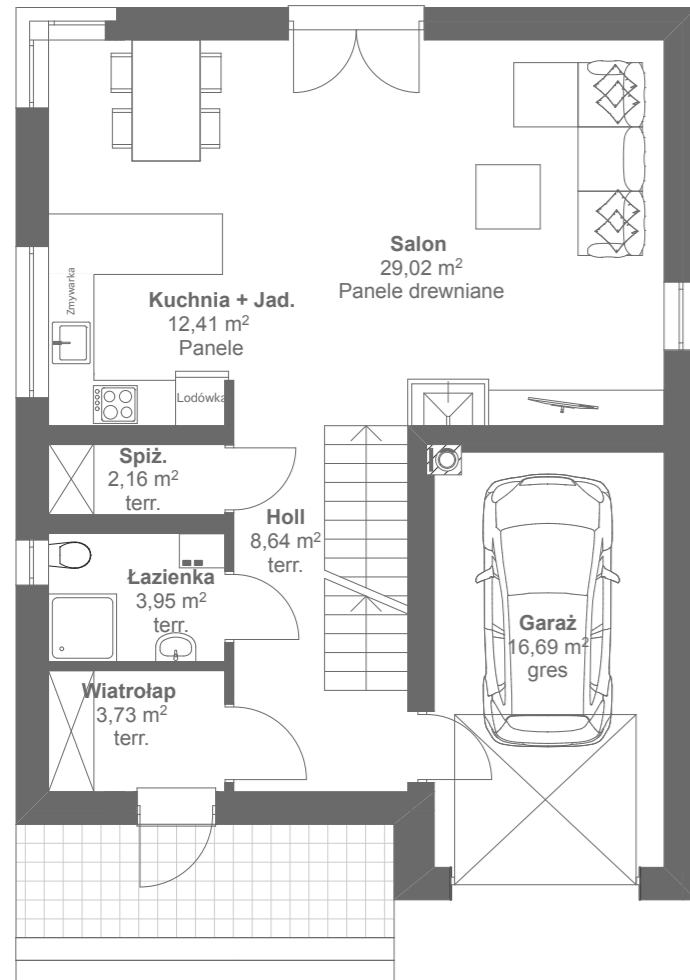 Salon
29,02 m²
Panele drewniane
Zmywarka
Kuchnia + Jad.
12,41 m²
Panele
Lodówka
Spiż.
2,16 m²
terr.
Holl
8,64 m²
terr.
Łazienka
3,95 m²
terr.
Garaż
16,69 m²
gres
Wiatrołap
3,73 m²
terr.